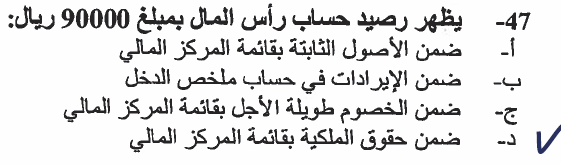 47- يظهر رصيد حساب رأس المال بمبلغ 90000 ريال:
أ- ضمن الأصول الثابتة بقائمة المركز المالي
ب- ضمن الإيرادات في حساب ملخص الدخل
ج- ضمن الخصوم طويلة الأجل بقائمة المركز المالي
د- ضمن حقوق الملكية بقائمة المركز المالي